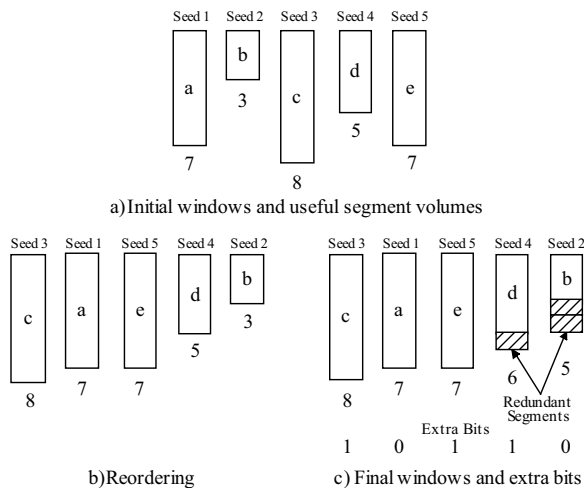 Seed 1 Seed 2 Seed 3 Seed 4 Seed 5
a b c d e
7 3 8 5 7
a)Initial windows and useful segment volumes
Seed 3 Seed 1 Seed 5 Seed 4 Seed 2
c a e d b
8 7 7 5 3
b)Reordering
Seed 3 Seed 1 Seed 5 Seed 4 Seed 2
c a e d b
8 7 7 6 5
Redundant
Segments
Extra Bits
1 0 1 1 0
c) Final windows and extra bits